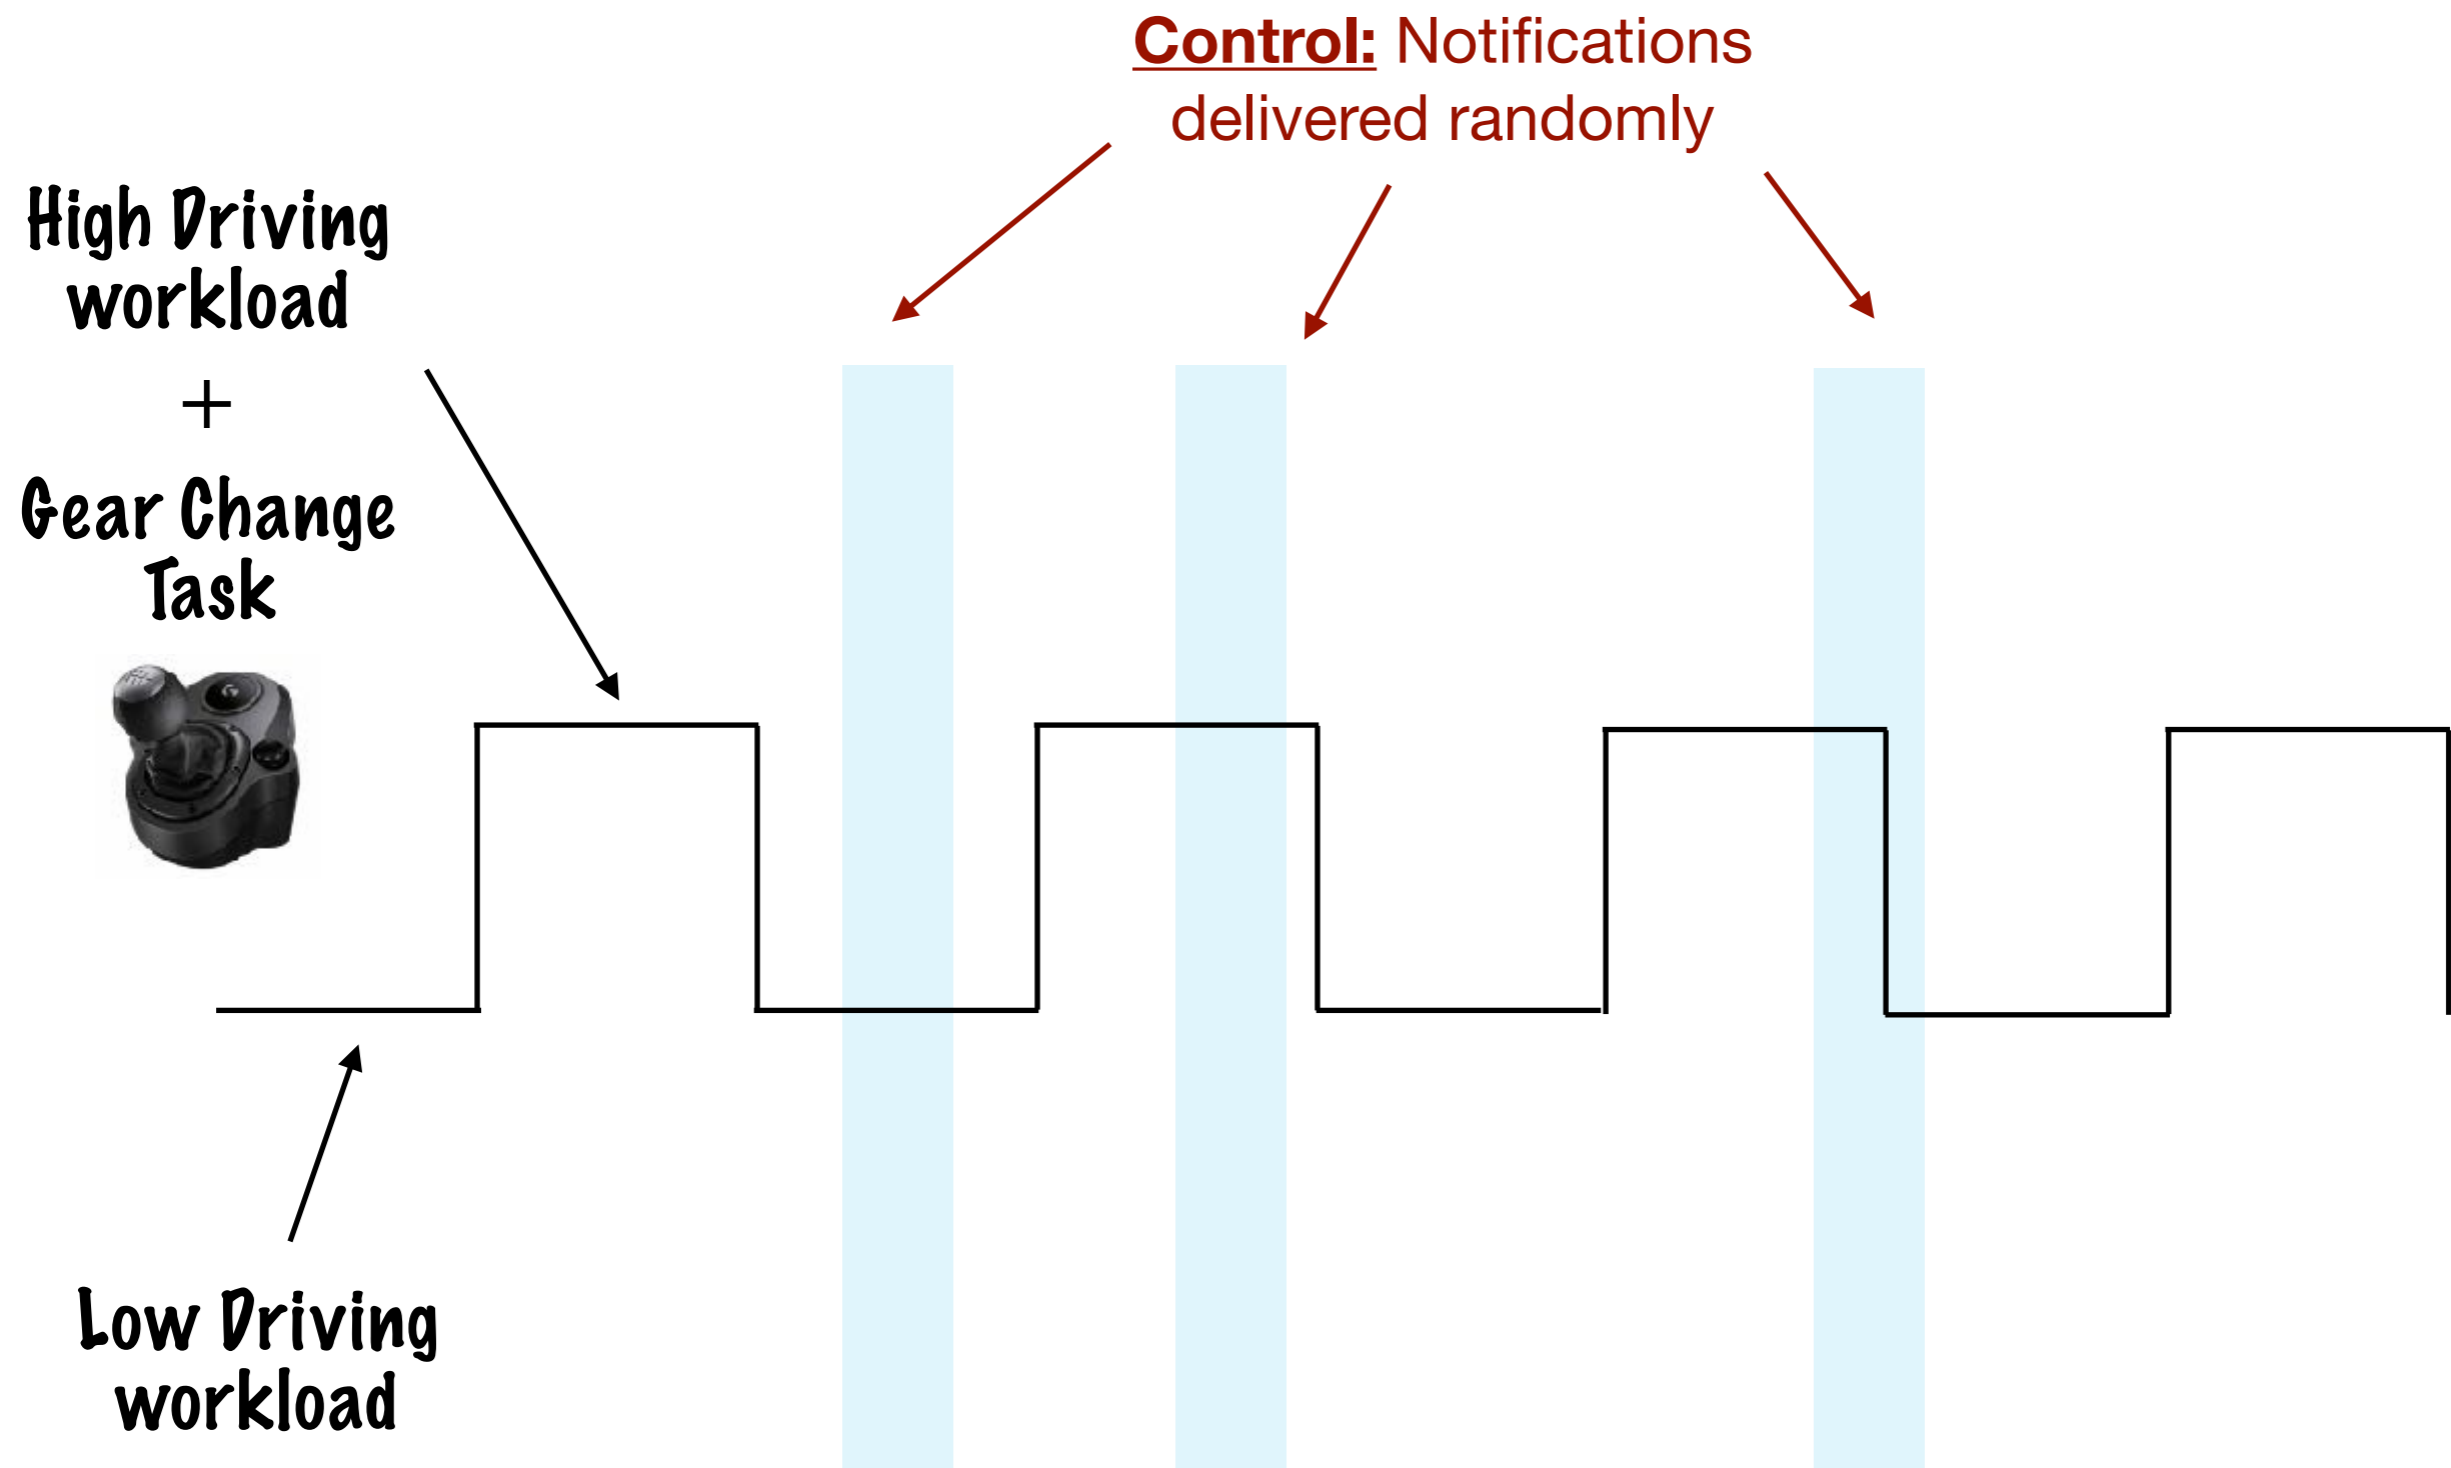 Control: Notifications
delivered randomly
High Driving
workload
+
Gear Change
Task
Low Driving
workload